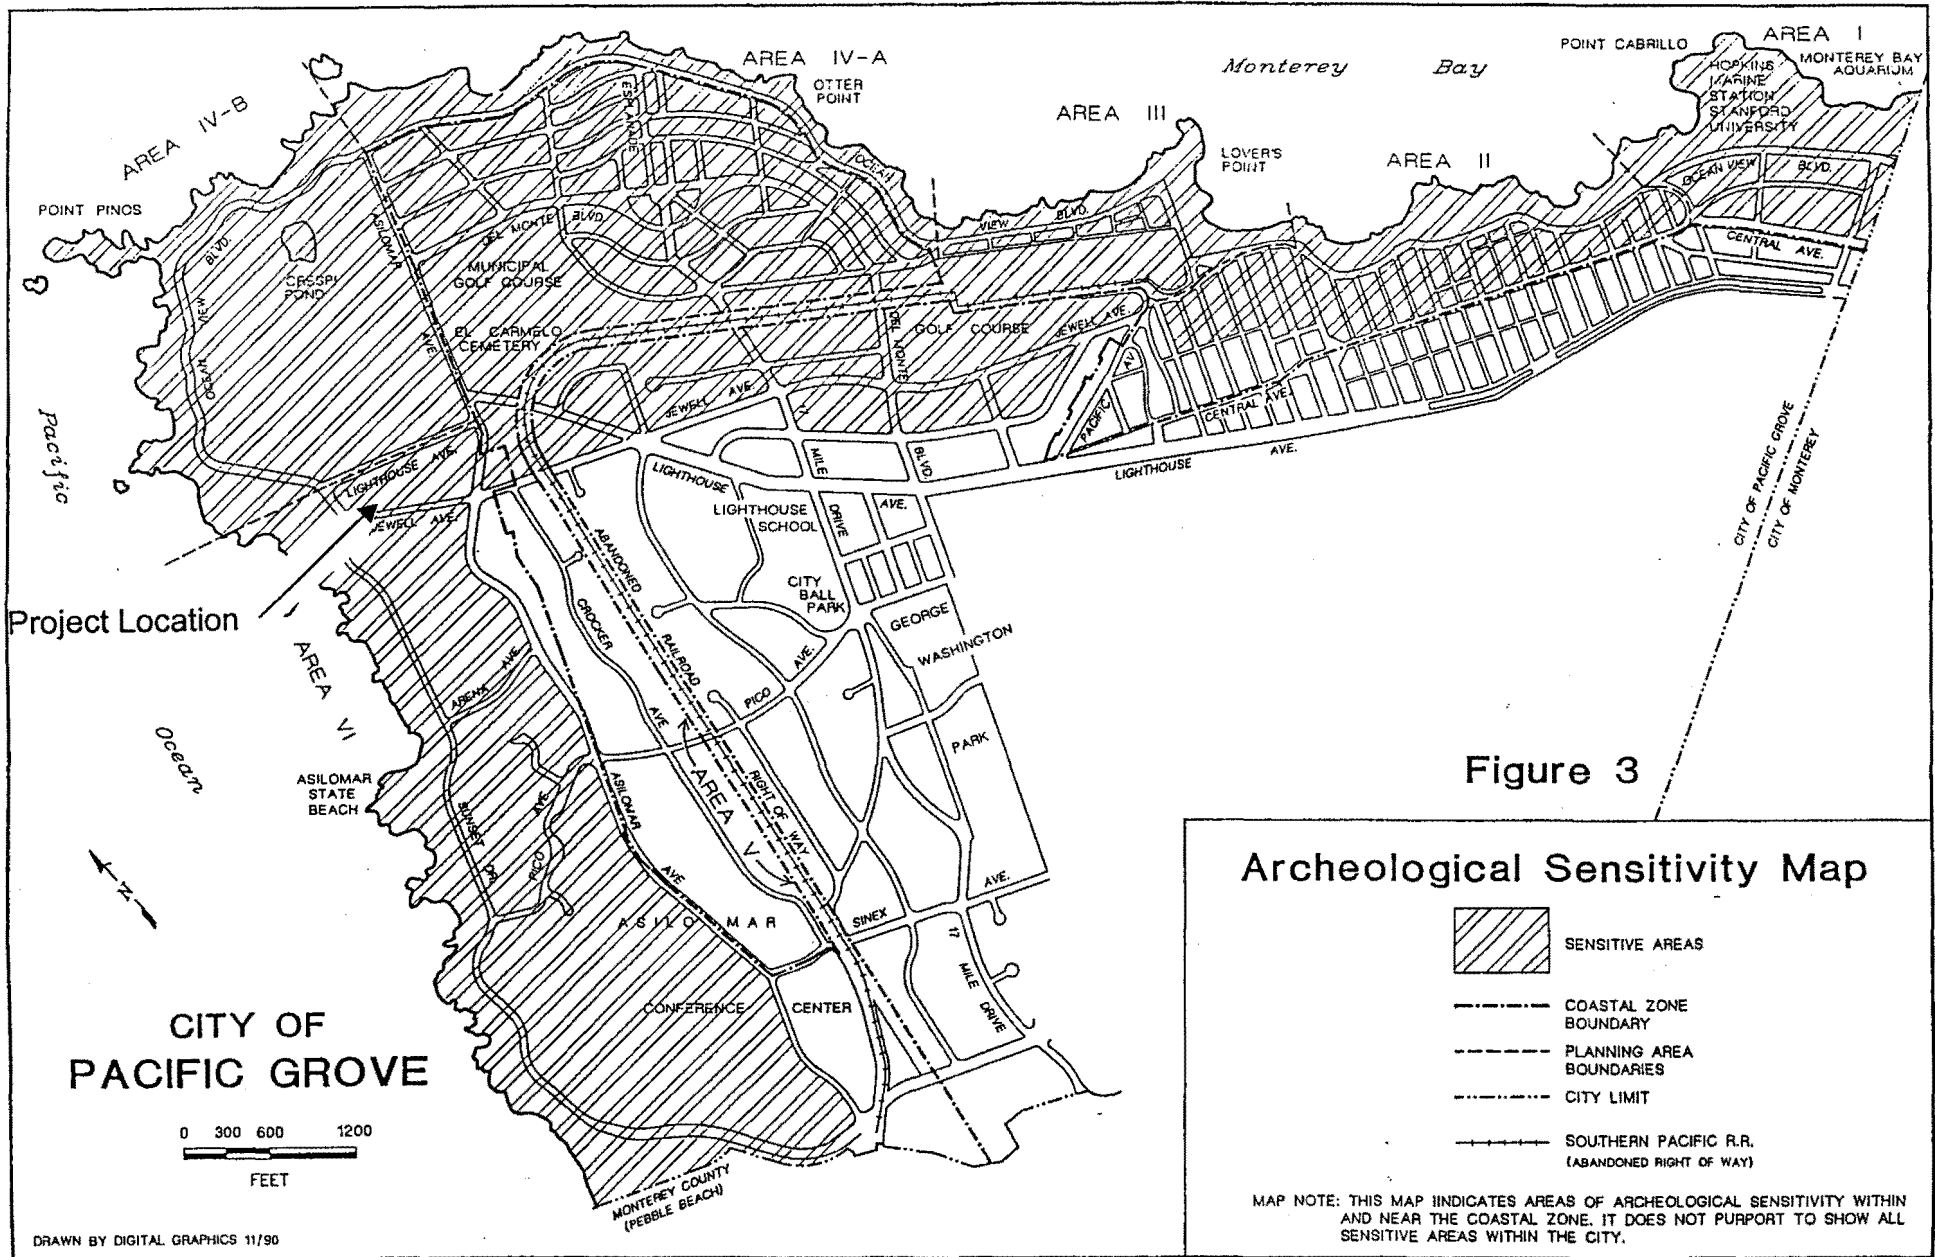 AREA IV-B
AREA IV-A
OTTER
POINT
Monterey Bay
AREA III
LOVER'S
POINT
AREA II
POINT CABRILLO
AREA I
MONTEREY BAY
AQUARIUM
HOPKINS
MARINE
STATION
STANFORD
UNIVERSITY
OCEAN VIEW BLVD.
CENTRAL AVE.
POINT PINOS
CRESPI
POND
OCEAN VIEW BLVD.
ASILOMAR AVE.
ESPLANADE
DEL MONTE BLVD.
MUNICIPAL
GOLF COURSE
EL CARMELO
CEMETERY
OCEAN VIEW BLVD.
DEL MONTE BLVD.
GOLF COURSE
JEWELL AVE.
JEWELL AVE.
PACIFIC AV.
CENTRAL AVE.
LIGHTHOUSE AVE.
LIGHTHOUSE AVE.
JEWELL AVE.
Pacific
Ocean
Project Location
LIGHTHOUSE AVE.
LIGHTHOUSE
SCHOOL
17 MILE DRIVE
CITY
BALL
PARK
GEORGE
WASHINGTON
PARK
CITY OF PACIFIC GROVE
CITY OF MONTEREY
ABANDONED RAILROAD RIGHT OF WAY
CROCKER AVE.
PICO AVE.
AREA V
AREA VI
ARENA AVE.
ASILOMAR
STATE
BEACH
SUNSET DR.
PICO AVE.
ASILOMAR AVE.
ASILOMAR
CONFERENCE CENTER
SINEX AVE.
17 MILE DRIVE
N
Figure 3
Archeological Sensitivity Map
SENSITIVE AREAS
COASTAL ZONE
BOUNDARY
PLANNING AREA
BOUNDARIES
CITY LIMIT
SOUTHERN PACIFIC R.R.
(ABANDONED RIGHT OF WAY)
MAP NOTE: THIS MAP IINDICATES AREAS OF ARCHEOLOGICAL SENSITIVITY WITHIN
AND NEAR THE COASTAL ZONE. IT DOES NOT PURPORT TO SHOW ALL
SENSITIVE AREAS WITHIN THE CITY.
CITY OF
PACIFIC GROVE
0 300 600 1200
FEET
MONTEREY COUNTY
(PEBBLE BEACH)
DRAWN BY DIGITAL GRAPHICS 11/90